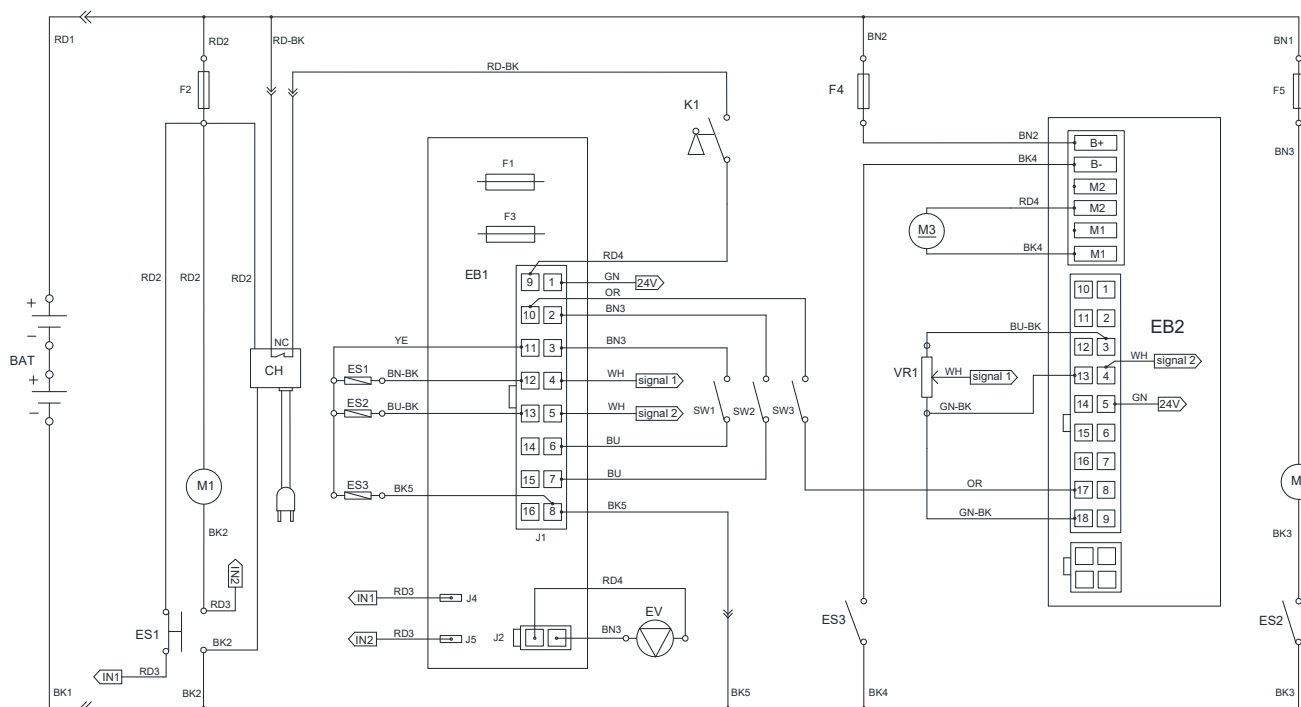 RD1
RD2
RD-BK
BN2
BN1
RD-BK
F2
K1
F4
F5
F1
BN2
B+
BK4
B-
BN3
M2
F3
RD4
M2
M3
M1
BK4
M1
RD4
EB1
9 1
GN
24V
RD2
RD2
RD2
OR
10 1
10 2
BN3
11 2
EB2
+
BU-BK
−
NC
YE
11 3
BN3
12 3
WH
signal 2
BAT
CH
ES1
BN-BK
12 4
WH
signal 1
VR1
WH
signal 1
13 4
+
ES2
BU-BK
13 5
WH
signal 2
SW1
SW2
SW3
GN-BK
14 5
GN
24V
−
14 6
BU
15 6
15 7
BU
16 7
M1
ES3
BK5
OR
17 8
M
16 8
BK5
GN-BK
18 9
J1
BK2
BK3
IN2
RD4
IN1
RD3
J4
RD3
EV
ES3
ES2
ES1
IN2
RD3
J5
J2
BN3
BK2
IN1
RD3
BK1
BK2
BK5
BK4
BK3